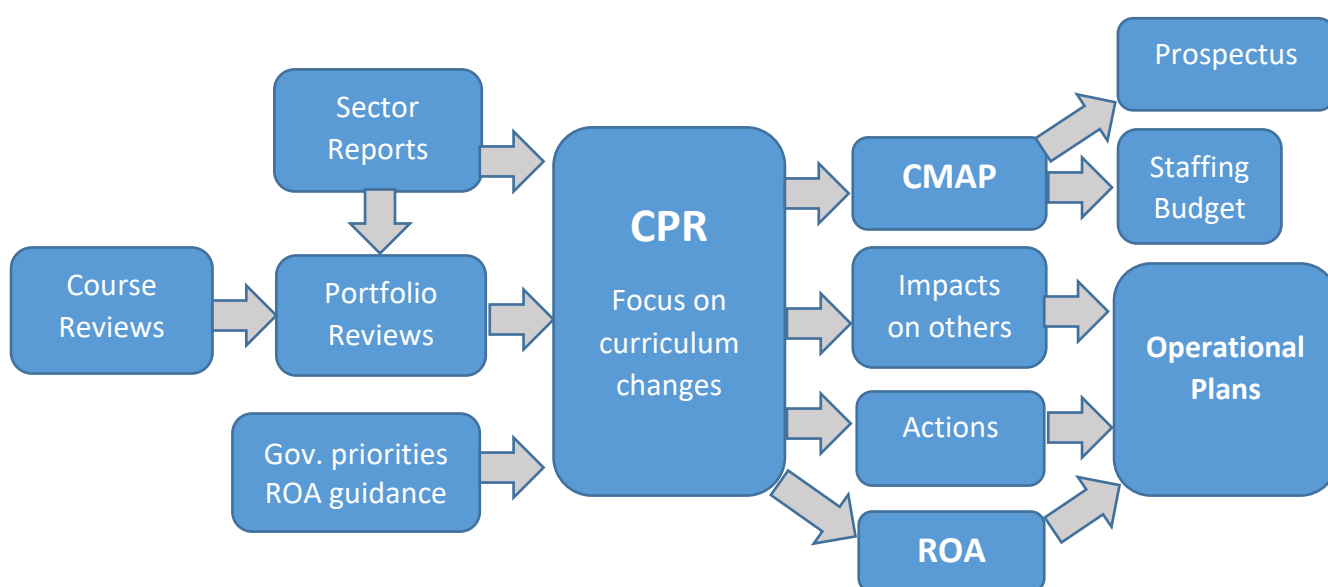 Sector
Reports
Course
Reviews
Portfolio
Reviews
Gov. priorities
ROA guidance
CPR
Focus on
curriculum
changes
CMAP
Impacts
on others
Actions
ROA
Prospectus
Staffing
Budget
Operational
Plans